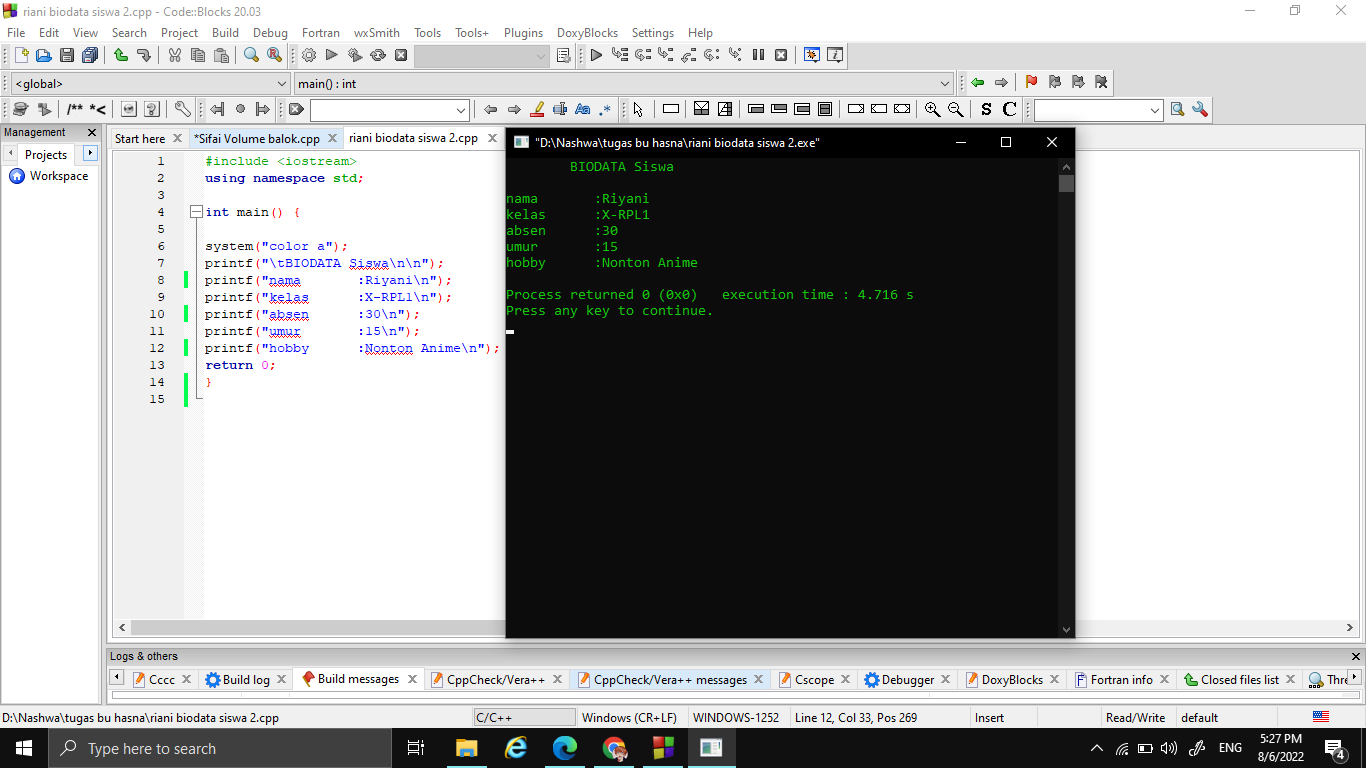 riani biodata siswa 2.cpp - Code::Blocks 20.03
File Edit View Search Project Build Debug Fortran wxSmith Tools Tools+ Plugins DoxyBlocks Settings Help
<global> main() : int
/** *< Aa .* S C
Management
Projects
Workspace
Start here *Sifai Volume balok.cpp riani biodata siswa 2.cpp
1 #include <iostream>
2 using namespace std;
3
4 int main() {
5
6 system("color a");
7 printf("\tBIODATA Siswa\n\n");
8 printf("nama       :Riyani\n");
9 printf("kelas      :X-RPL1\n");
10 printf("absen      :30\n");
11 printf("umur       :15\n");
12 printf("hobby      :Nonton Anime\n");
13 return 0;
14 }
15
"D:\Nashwa\tugas bu hasna\riani biodata siswa 2.exe"
BIODATA Siswa
nama       :Riyani
kelas      :X-RPL1
absen      :30
umur       :15
hobby      :Nonton Anime
Process returned 0 (0x0)   execution time : 4.716 s
Press any key to continue.
Logs & others
Cccc Build log Build messages CppCheck/Vera++ CppCheck/Vera++ messages Cscope Debugger DoxyBlocks Fortran info Closed files list Thre
D:\Nashwa\tugas bu hasna\riani biodata siswa 2.cpp C/C++ Windows (CR+LF) WINDOWS-1252 Line 12, Col 33, Pos 269 Insert Read/Write default
Type here to search
ENG
5:27 PM
8/6/2022
4